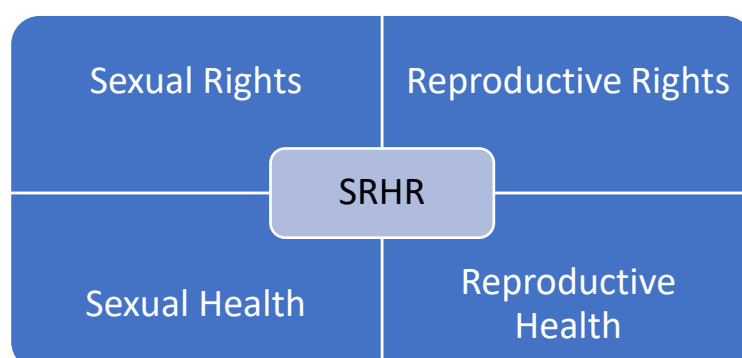 Sexual Rights
Reproductive Rights
SRHR
Sexual Health
Reproductive
Health